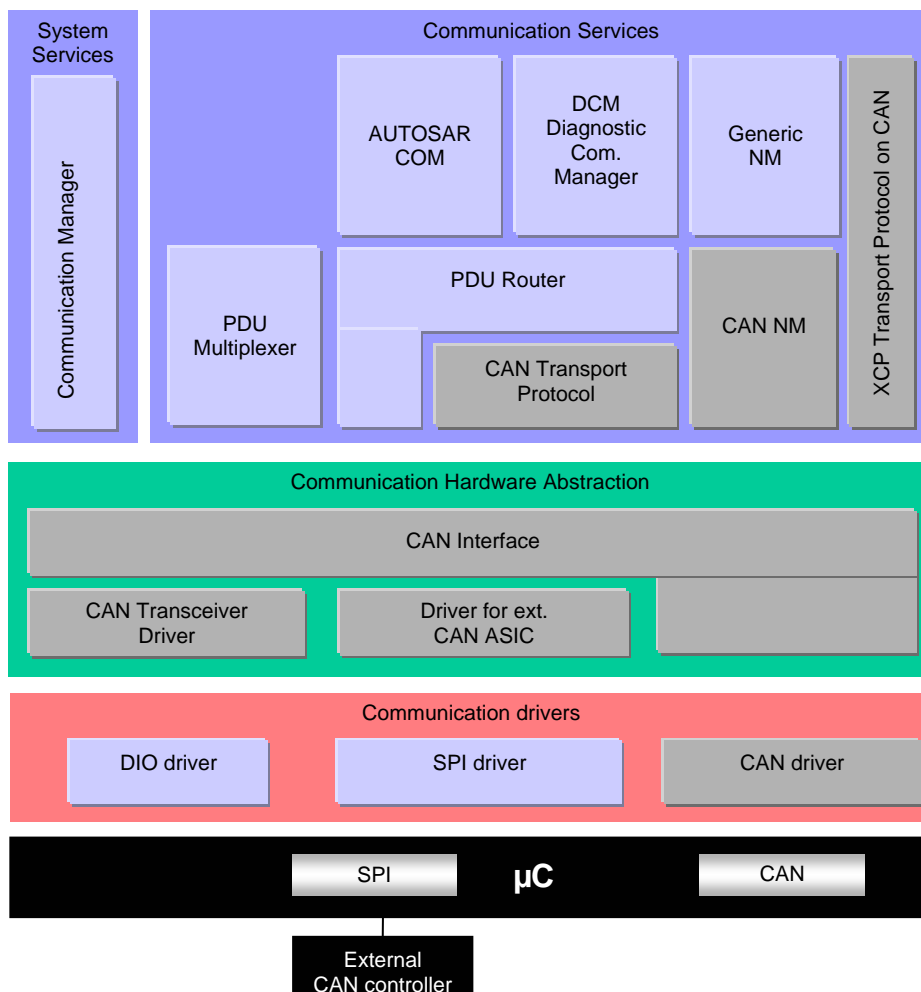 System
Services
Communication Manager
Communication Services
AUTOSAR
COM
DCM
Diagnostic
Com.
Manager
Generic
NM
XCP Transport Protocol on CAN
PDU
Multiplexer
PDU Router
CAN Transport
Protocol
CAN NM
Communication Hardware Abstraction
CAN Interface
CAN Transceiver
Driver
Driver for ext.
CAN ASIC
Communication drivers
DIO driver
SPI driver
CAN driver
SPI
µC
CAN
External
CAN controller